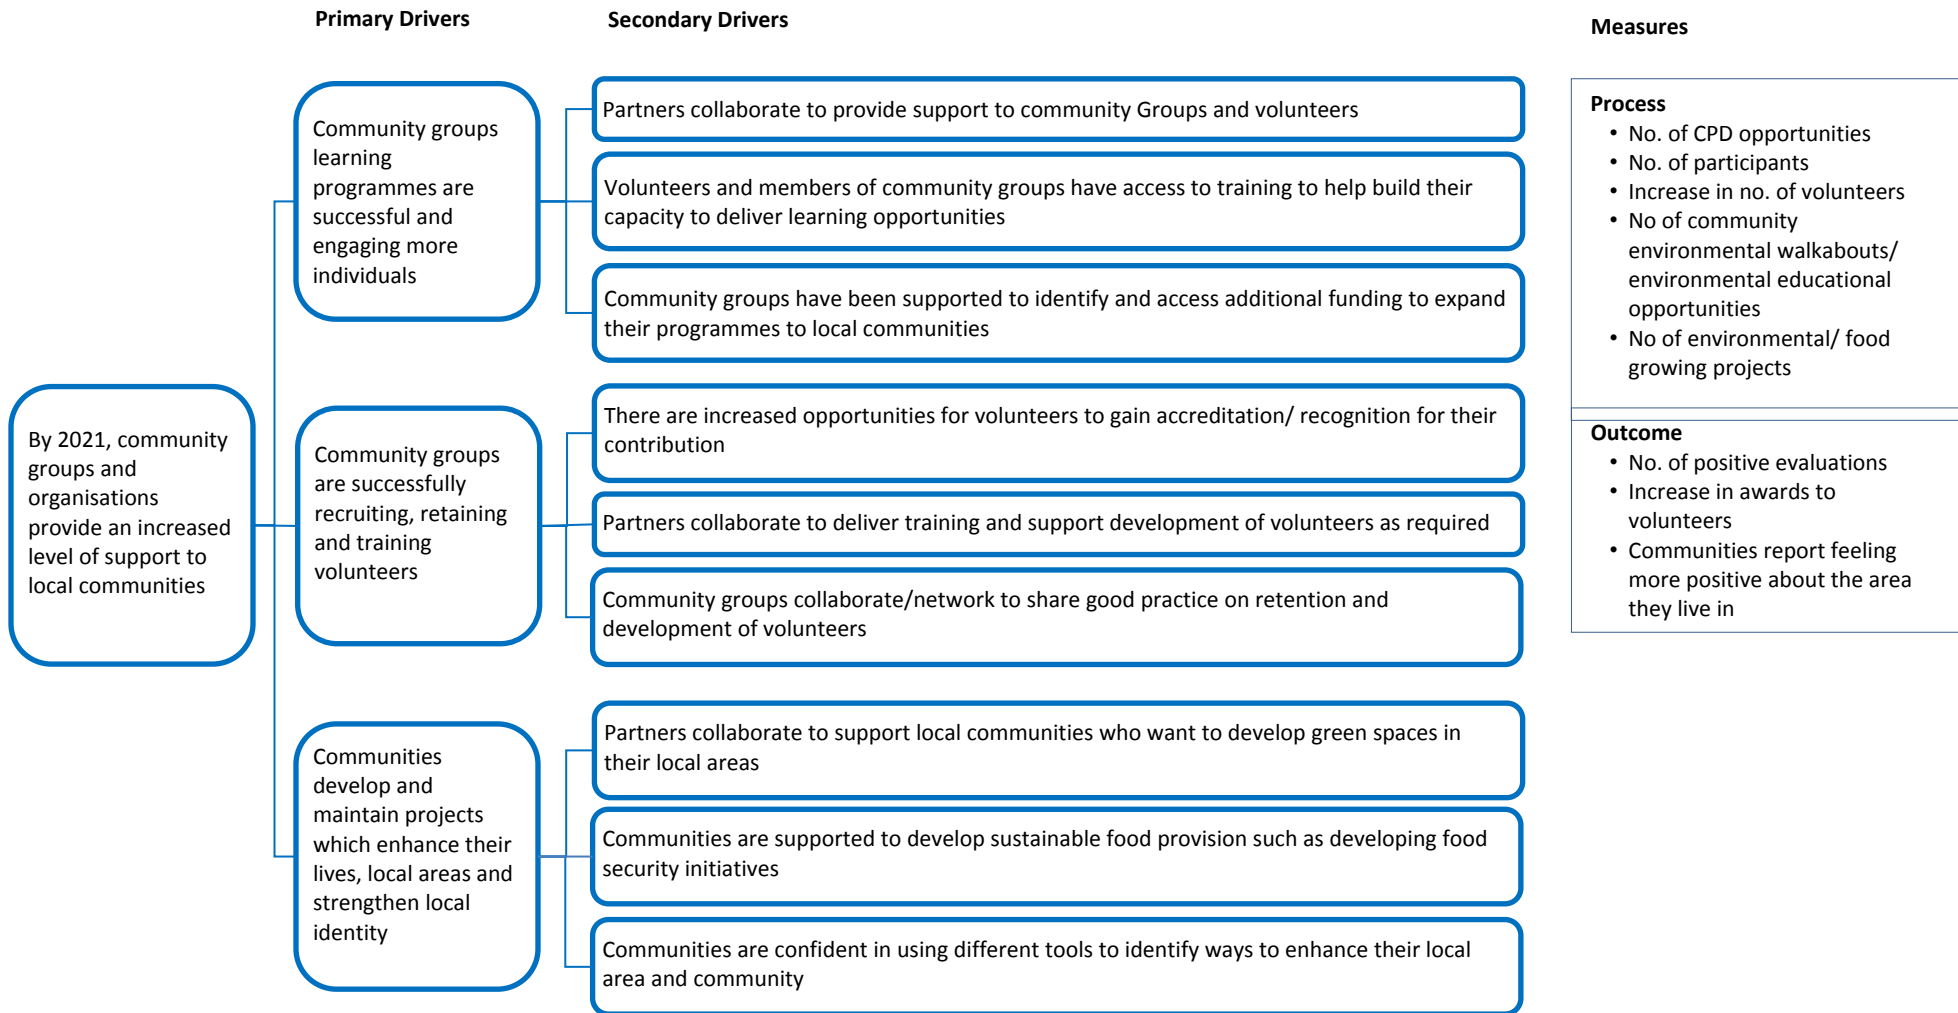 Primary Drivers
Secondary Drivers
Measures
By 2021, community
groups and
organisations
provide an increased
level of support to
local communities
Community groups
learning
programmes are
successful and
engaging more
individuals
Partners collaborate to provide support to community Groups and volunteers
Volunteers and members of community groups have access to training to help build their
capacity to deliver learning opportunities
Community groups have been supported to identify and access additional funding to expand
their programmes to local communities
Community groups
are successfully
recruiting, retaining
and training
volunteers
There are increased opportunities for volunteers to gain accreditation/ recognition for their
contribution
Partners collaborate to deliver training and support development of volunteers as required
Community groups collaborate/network to share good practice on retention and
development of volunteers
Communities
develop and
maintain projects
which enhance their
lives, local areas and
strengthen local
identity
Partners collaborate to support local communities who want to develop green spaces in
their local areas
Communities are supported to develop sustainable food provision such as developing food
security initiatives
Communities are confident in using different tools to identify ways to enhance their local
area and community
Process
• No. of CPD opportunities
• No. of participants
• Increase in no. of volunteers
• No of community
environmental walkabouts/
environmental educational
opportunities
• No of environmental/ food
growing projects
Outcome
• No. of positive evaluations
• Increase in awards to
volunteers
• Communities report feeling
more positive about the area
they live in